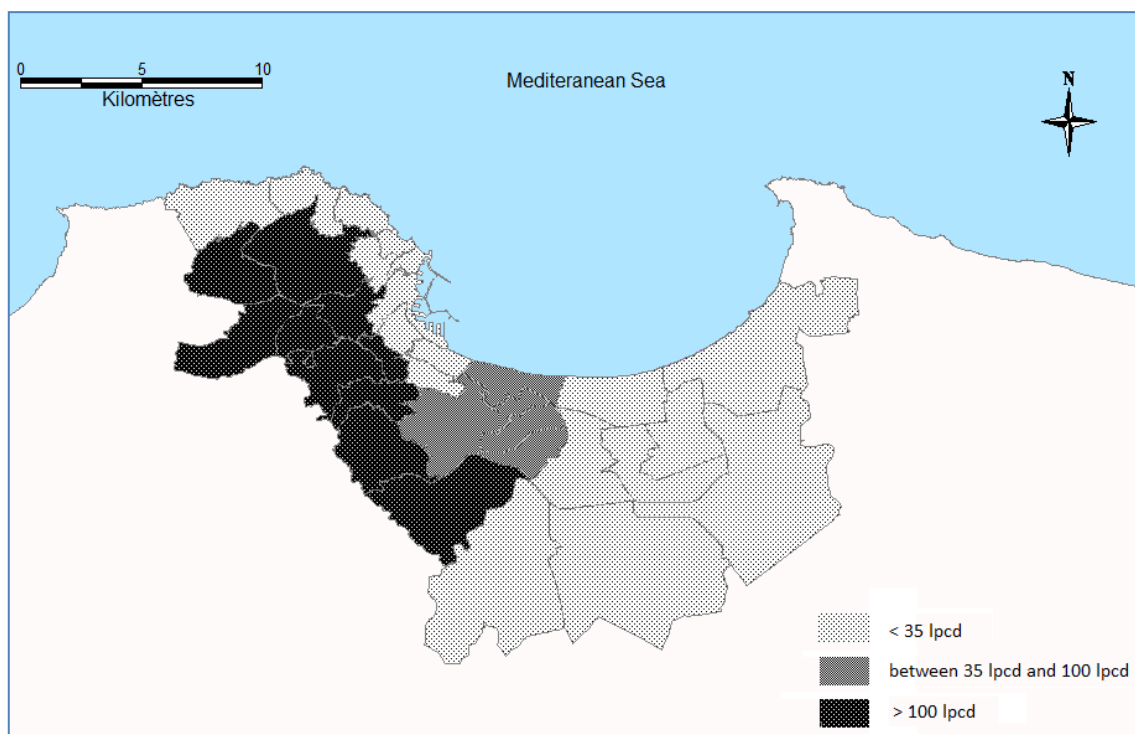 0 5 10
Kilomètres
Mediteranean Sea
N
< 35 lpcd
between 35 lpcd and 100 lpcd
> 100 lpcd